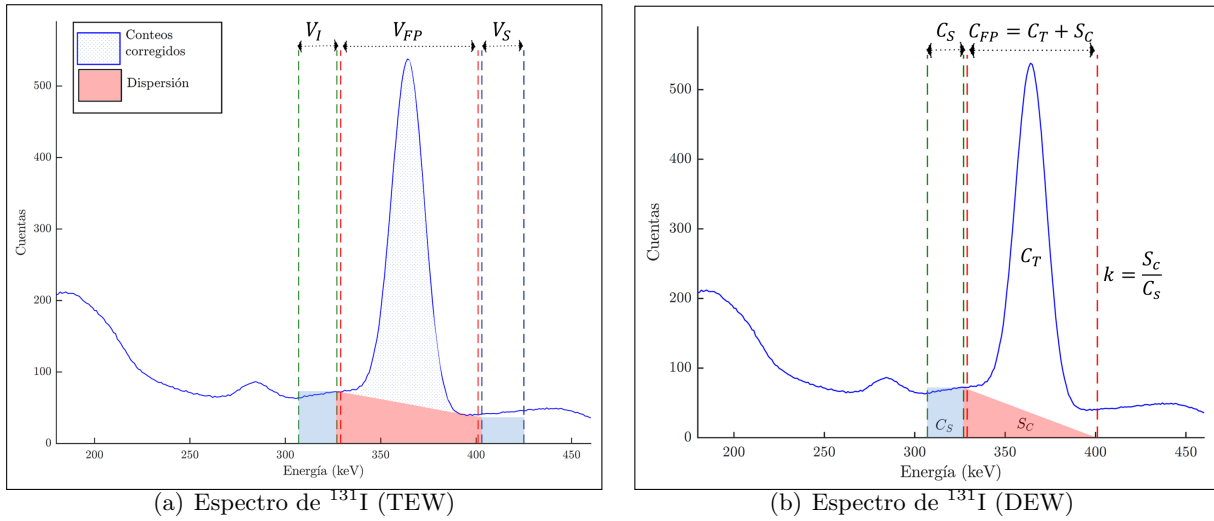 V_I V_FP V_S
Conteos
corregidos
Dispersión
Cuentas
500
400
300
200
100
0
200 250 300 350 400 450
Energía (keV)
(a) Espectro de ¹³¹I (TEW)
C_S C_FP = C_T + S_C
Cuentas
500
400
300
200
100
0
C_T
k = S_c / C_s
C_S S_C
200 250 300 350 400 450
Energía (keV)
(b) Espectro de ¹³¹I (DEW)